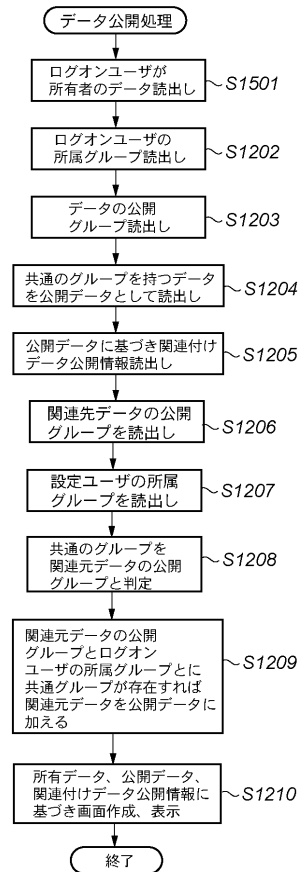 データ公開処理
ログオンユーザが
所有者のデータ読出し
S1501
ログオンユーザの
所属グループ読出し
S1202
データの公開
グループ読出し
S1203
共通のグループを持つデータ
を公開データとして読出し
S1204
公開データに基づき関連付け
データ公開情報読出し
S1205
関連先データの公開
グループを読出し
S1206
設定ユーザの所属
グループを読出し
S1207
共通のグループを
関連元データの公開
グループと判定
S1208
関連元データの公開
グループとログオン
ユーザの所属グループとに
共通グループが存在すれば
関連元データを公開データに
加える
S1209
所有データ、公開データ、
関連付けデータ公開情報に
基づき画面作成、表示
S1210
終了